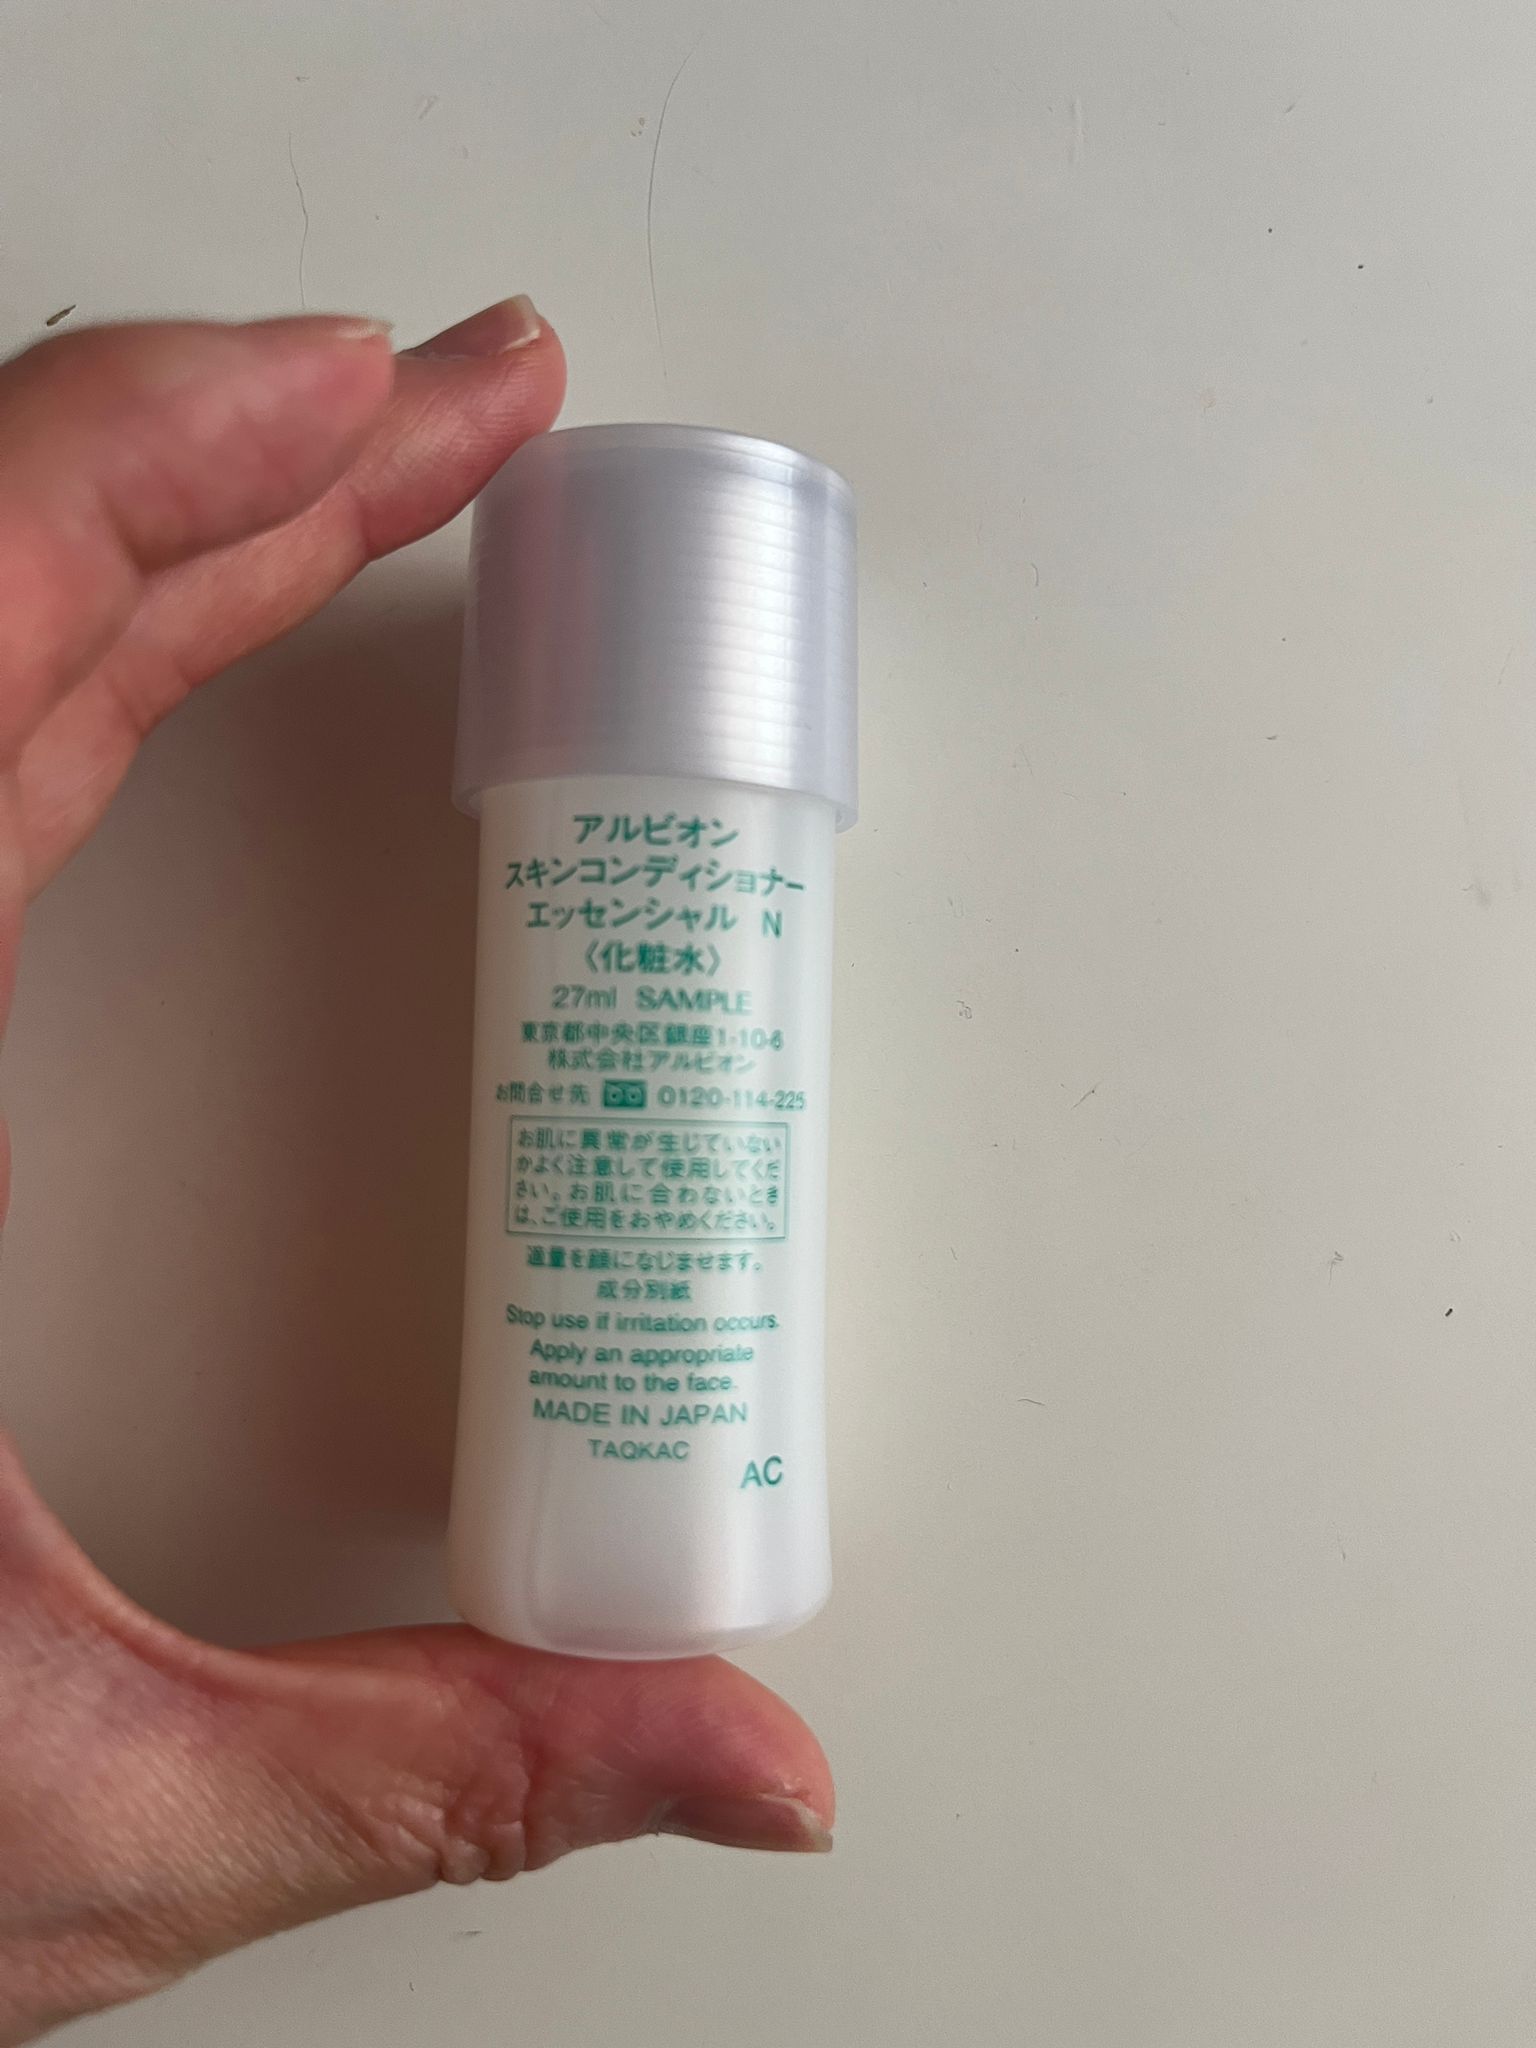 アルビオン
スキンコンディショナー
エッセンシャル N
〈化粧水〉
27ml SAMPLE
東京都中央区銀座1-10-6
株式会社アルビオン
お問合せ先 0120-114-225
お肌に異常が生じていない
かよく注意して使用してくだ
さい。お肌に合わないとき
は、ご使用をおやめください。
適量を顔になじませます。
成分別紙
Stop use if irritation occurs.
Apply an appropriate
amount to the face.
MADE IN JAPAN
TAQKAC
AC